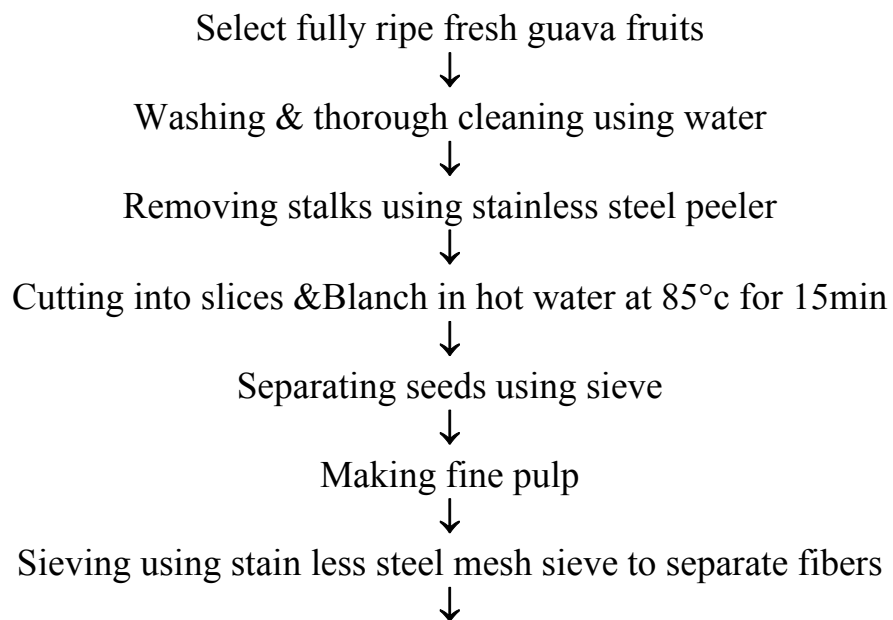 Select fully ripe fresh guava fruits
↓
Washing & thorough cleaning using water
↓
Removing stalks using stainless steel peeler
↓
Cutting into slices &Blanch in hot water at 85°c for 15min
↓
Separating seeds using sieve
↓
Making fine pulp
↓
Sieving using stain less steel mesh sieve to separate fibers
↓